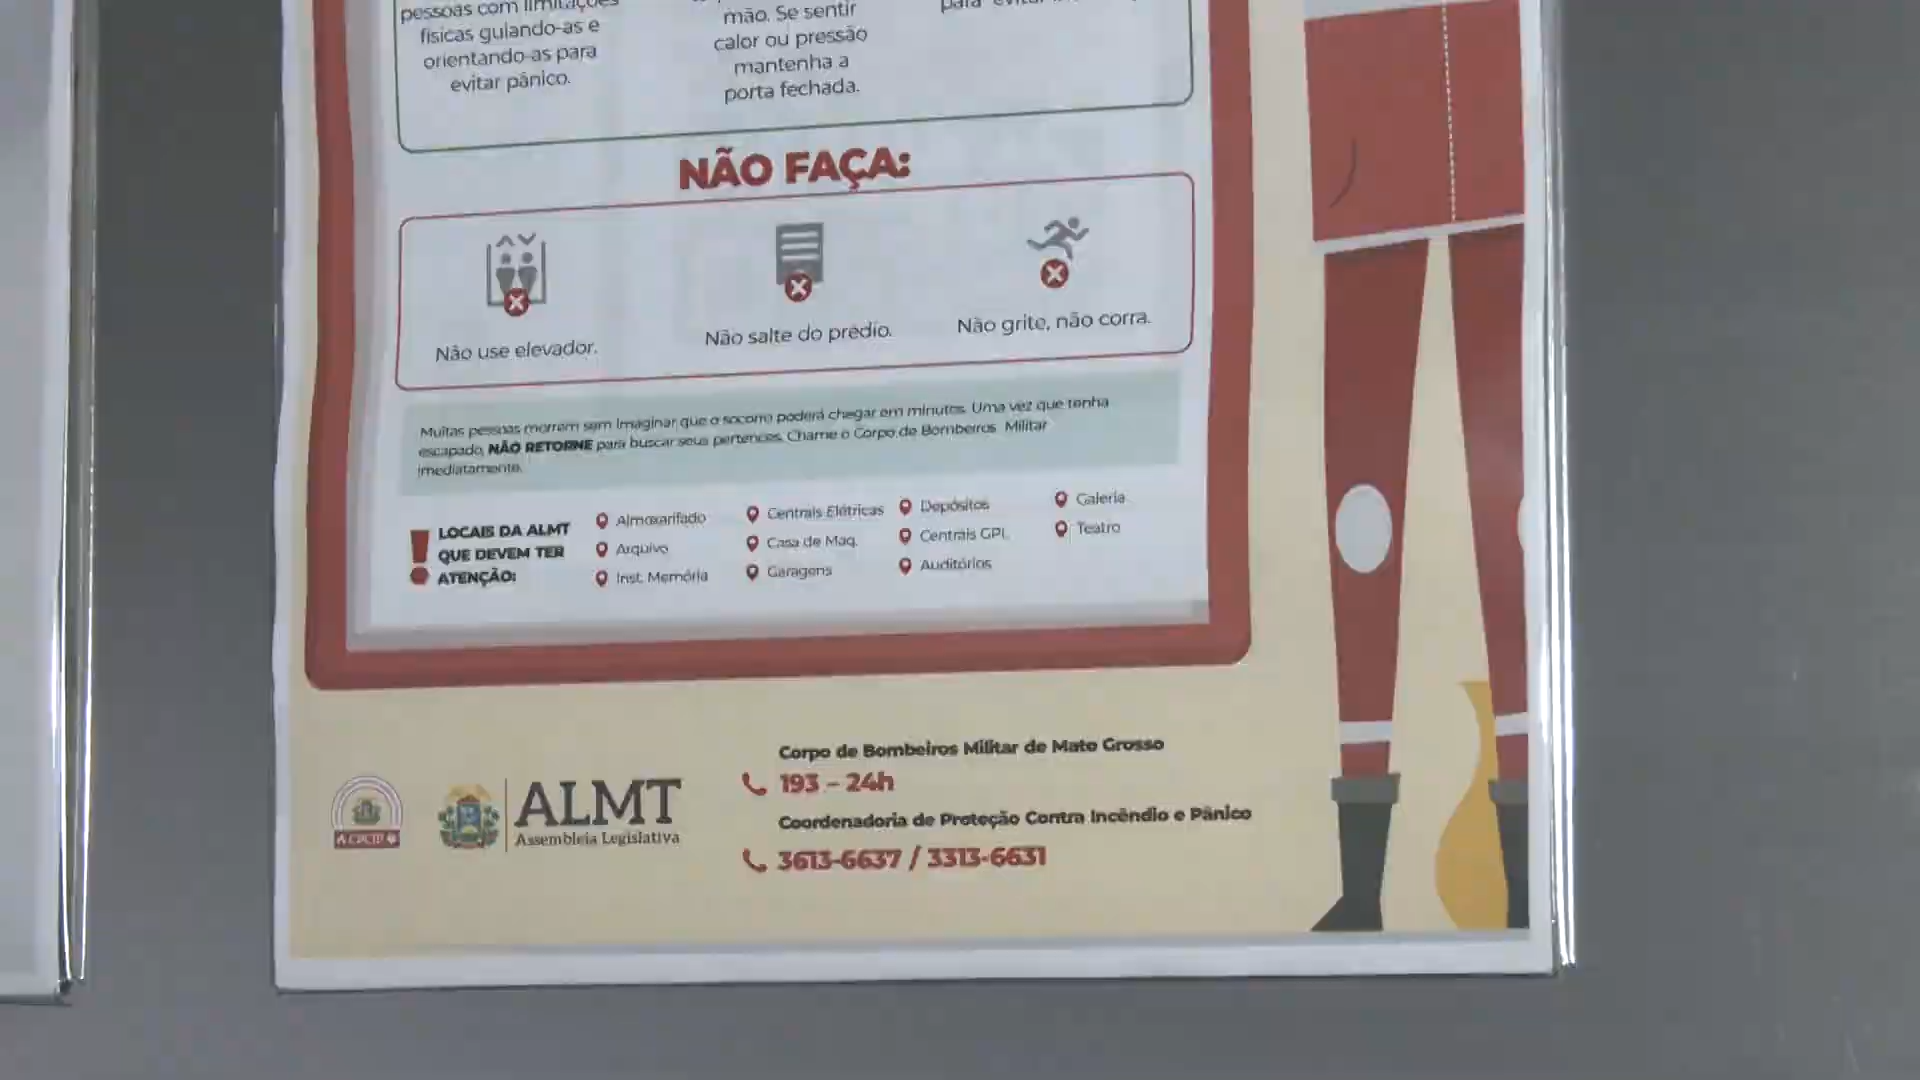 pessoas com limitações
físicas guiando-as e
orientando-as para
evitar pânico.
mão. Se sentir
calor ou pressão
mantenha a
porta fechada.
para evitar
NÃO FAÇA:
Não use elevador.
Não salte do prédio.
Não grite, não corra.
Muitas pessoas morrem sem imaginar que o socorro poderá chegar em minutos. Uma vez que tenha
escapado, NÃO RETORNE para buscar seus pertences. Chame o Corpo de Bombeiros Militar
imediatamente.
LOCAIS DA ALMT
QUE DEVEM TER
ATENÇÃO:
Almoxarifado
Arquivo
Inst. Memória
Centrais Elétricas
Casa de Maq.
Garagens
Depósitos
Centrais GPL
Auditórios
Galeria
Teatro
ALMT
Assembleia Legislativa
Corpo de Bombeiros Militar de Mato Grosso
193 - 24h
Coordenadoria de Proteção Contra Incêndio e Pânico
3613-6637 / 3313-6631